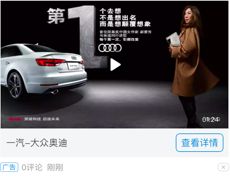 第1
个去想
不是想出名
而是想颠覆想象
01:24
一汽–大众奥迪
查看详情
广告 0评论 刚刚